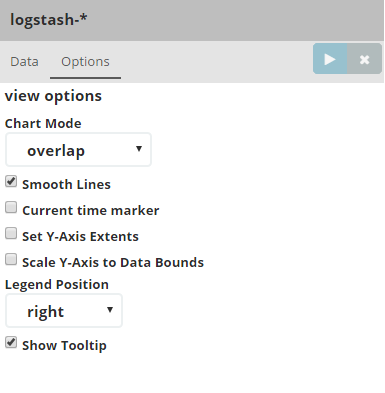 logstash-*
Data Options
view options
Chart Mode
overlap
Smooth Lines
Current time marker
Set Y-Axis Extents
Scale Y-Axis to Data Bounds
Legend Position
right
Show Tooltip